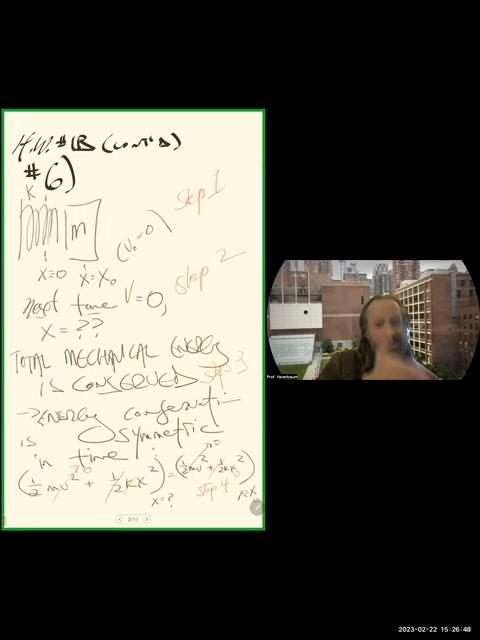 H.W. #1B (CONT'D)
#6)
K
m
(v₀=0)
Step 1
x=0 x=x₀
Step 2
next time V=0,
x=??
TOTAL MECHANICAL ENERGY
IS CONSERVED
Step 3
→ENERGY conservation
is symmetric
in time:
(½mv² + ½kx²) = (½mv² + ½kx²)
x=?
Step 4
Prof. Yaverbaum
2/11
2023-02-22 15:26:48